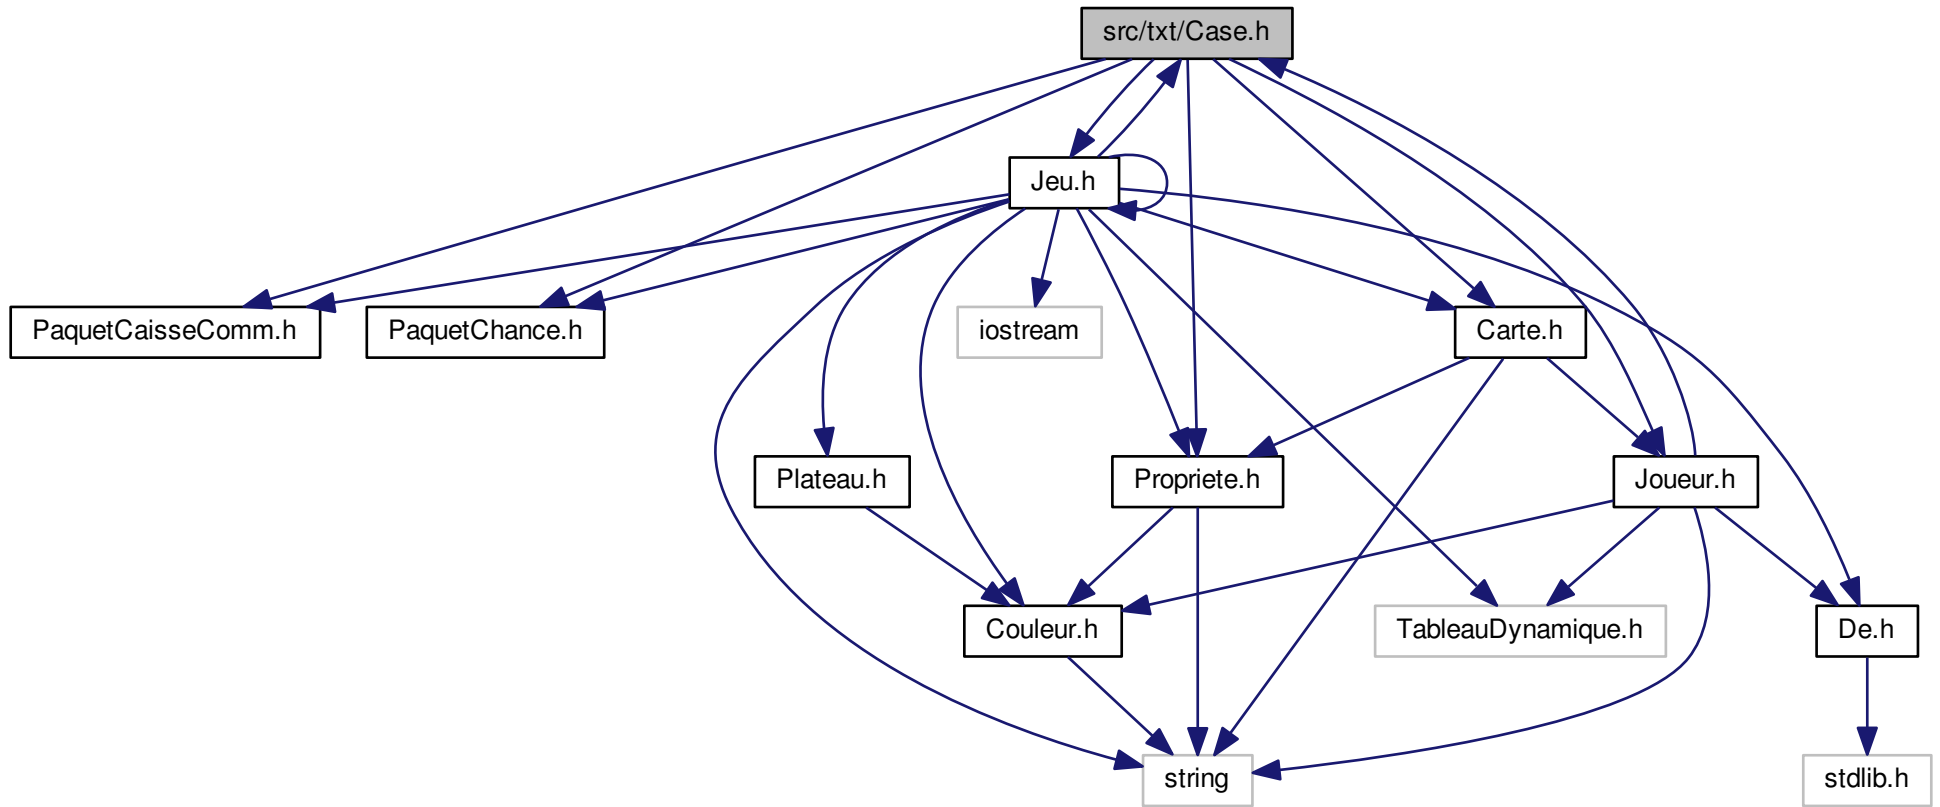 src/txt/Case.h
Jeu.h
PaquetCaisseComm.h
PaquetChance.h
iostream
Carte.h
Plateau.h
Propriete.h
Joueur.h
Couleur.h
TableauDynamique.h
De.h
string
stdlib.h